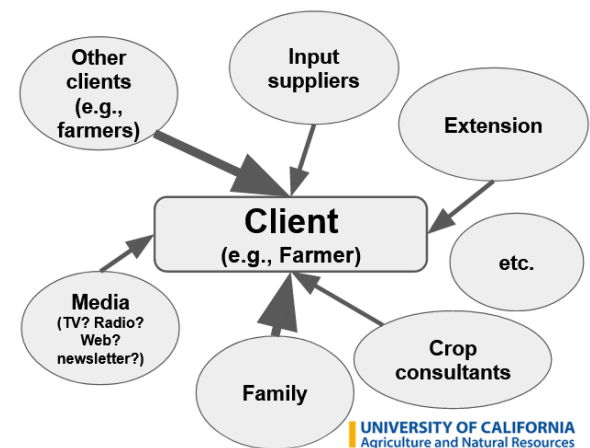 Other
clients
(e.g.,
farmers)
Input
suppliers
Extension
Client
(e.g., Farmer)
etc.
Media
(TV? Radio?
Web?
newsletter?)
Family
Crop
consultants
UNIVERSITY OF CALIFORNIA
Agriculture and Natural Resources